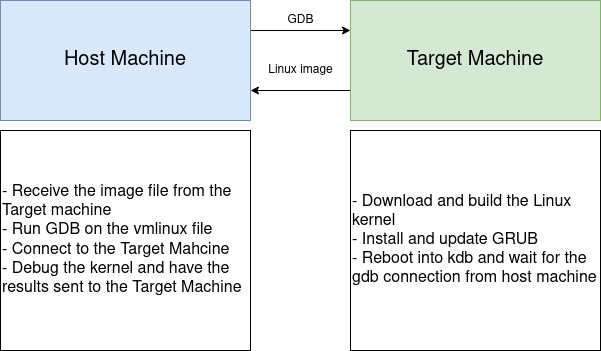 Host Machine
GDB
Linux image
Target Machine
- Receive the image file from the
Target machine
- Run GDB on the vmlinux file
- Connect to the Target Mahcine
- Debug the kernel and have the
results sent to the Target Machine
- Download and build the Linux
kernel
- Install and update GRUB
- Reboot into kdb and wait for the
gdb connection from host machine